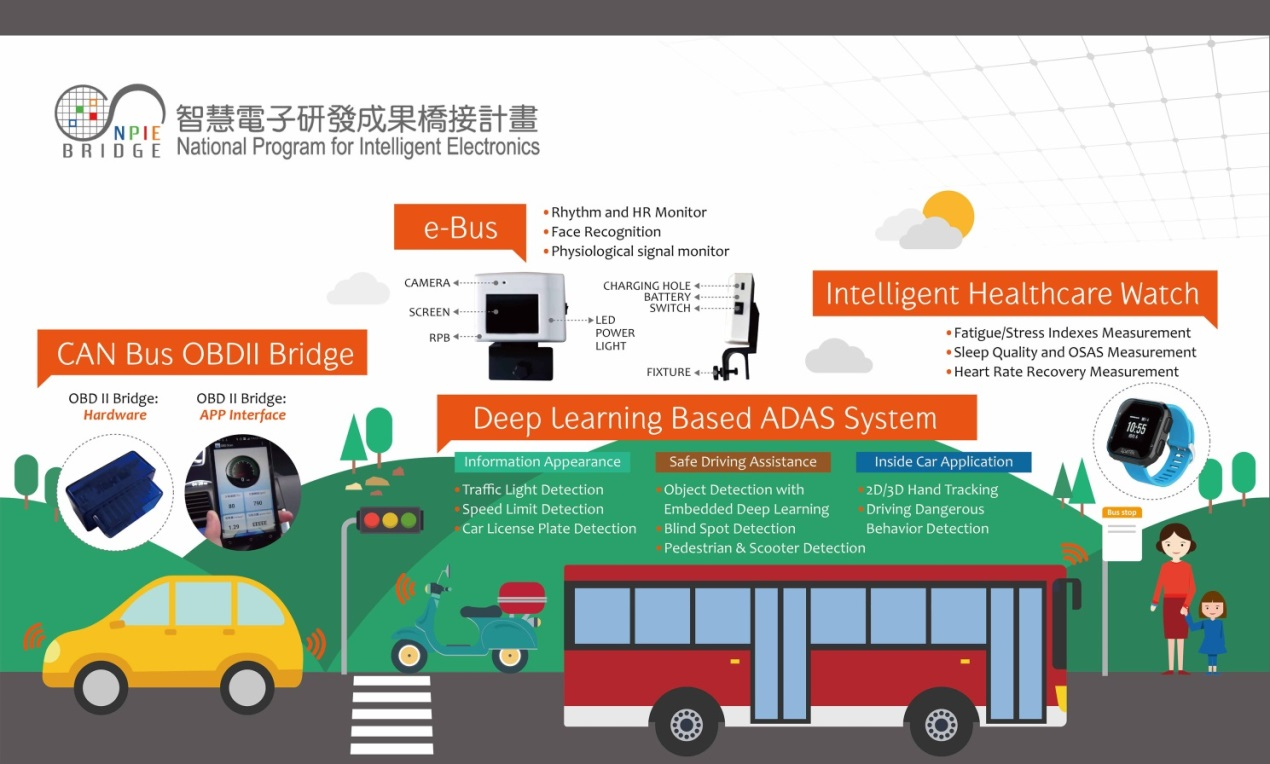 NPIE
BRIDGE
智慧電子研發成果橋接計畫
National Program for Intelligent Electronics
e-Bus
•Rhythm and HR Monitor
•Face Recognition
•Physiological signal monitor
CAMERA
SCREEN
RPB
LED
POWER
LIGHT
CHARGING HOLE
BATTERY
SWITCH
FIXTURE
Intelligent Healthcare Watch
•Fatigue/Stress Indexes Measurement
•Sleep Quality and OSAS Measurement
•Heart Rate Recovery Measurement
10:55
CAN Bus OBDII Bridge
OBD II Bridge:
Hardware
OBD II Bridge:
APP Interface
Deep Learning Based ADAS System
Information Appearance
•Traffic Light Detection
•Speed Limit Detection
•Car License Plate Detection
Safe Driving Assistance
•Object Detection with
Embedded Deep Learning
•Blind Spot Detection
•Pedestrian & Scooter Detection
Inside Car Application
•2D/3D Hand Tracking
•Driving Dangerous
Behavior Detection
Bus stop